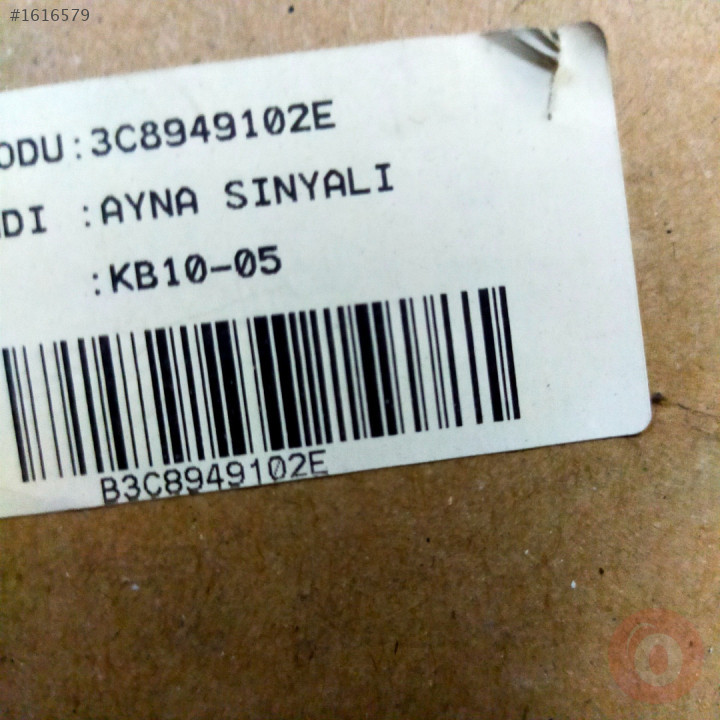 #1616579
ODU:3C8949102E
DI :AYNA SINYALI
:KB10-05
B3C8949102E